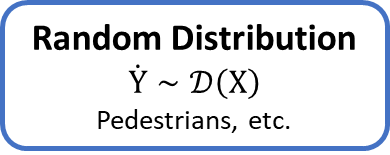 Random Distribution
Ẏ ~ 𝒟(X)
Pedestrians, etc.